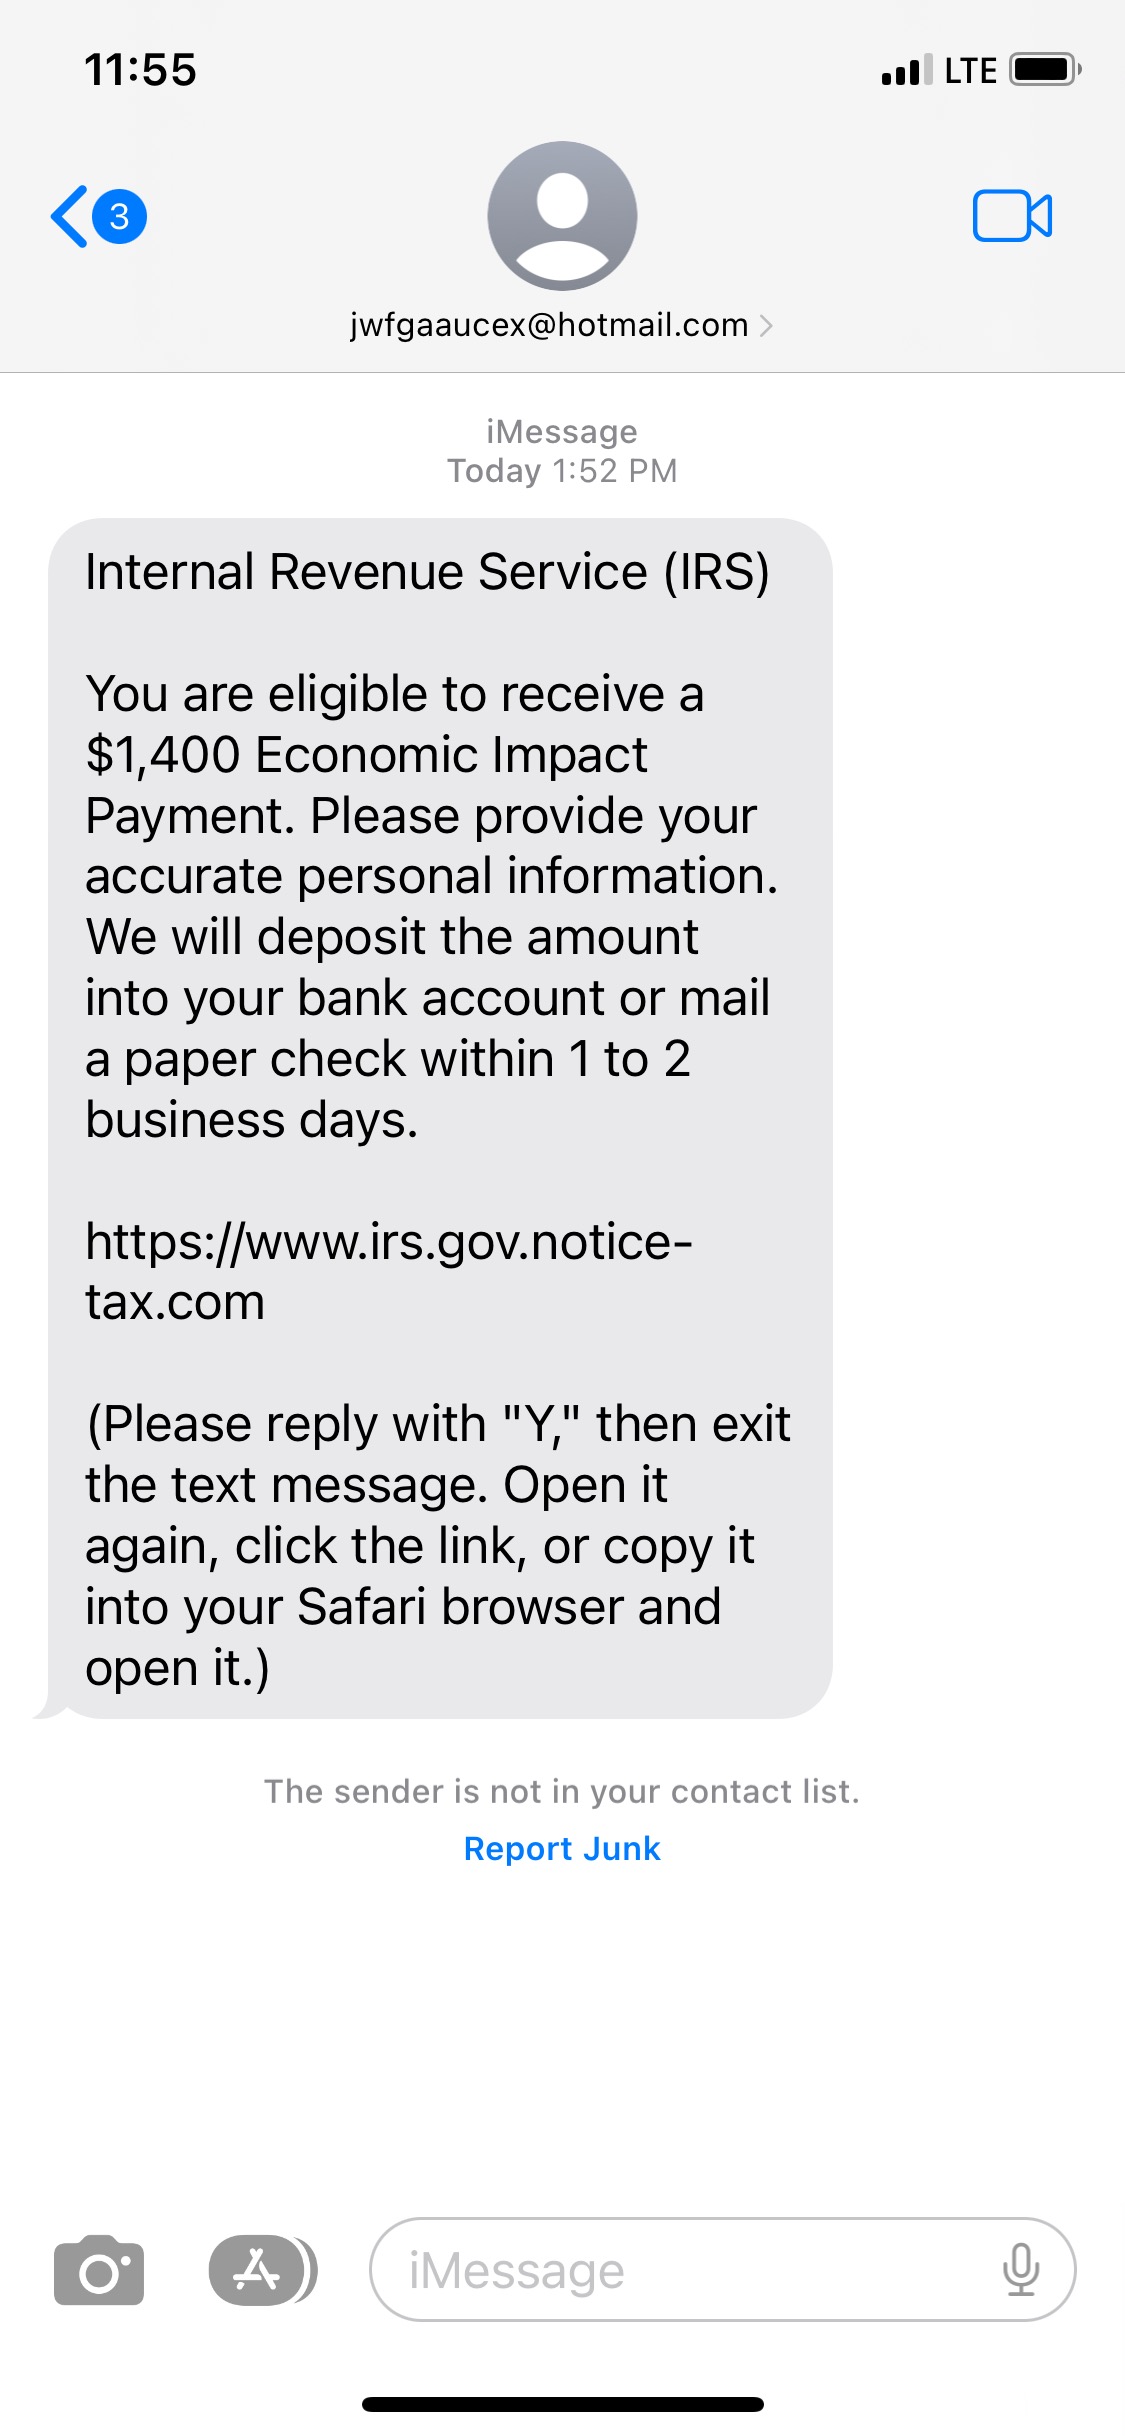 11:55
LTE
3
jwfgaaucex@hotmail.com
iMessage
Today 1:52 PM
Internal Revenue Service (IRS)
You are eligible to receive a
$1,400 Economic Impact
Payment. Please provide your
accurate personal information.
We will deposit the amount
into your bank account or mail
a paper check within 1 to 2
business days.
https://www.irs.gov.notice-
tax.com
(Please reply with "Y," then exit
the text message. Open it
again, click the link, or copy it
into your Safari browser and
open it.)
The sender is not in your contact list.
Report Junk
iMessage